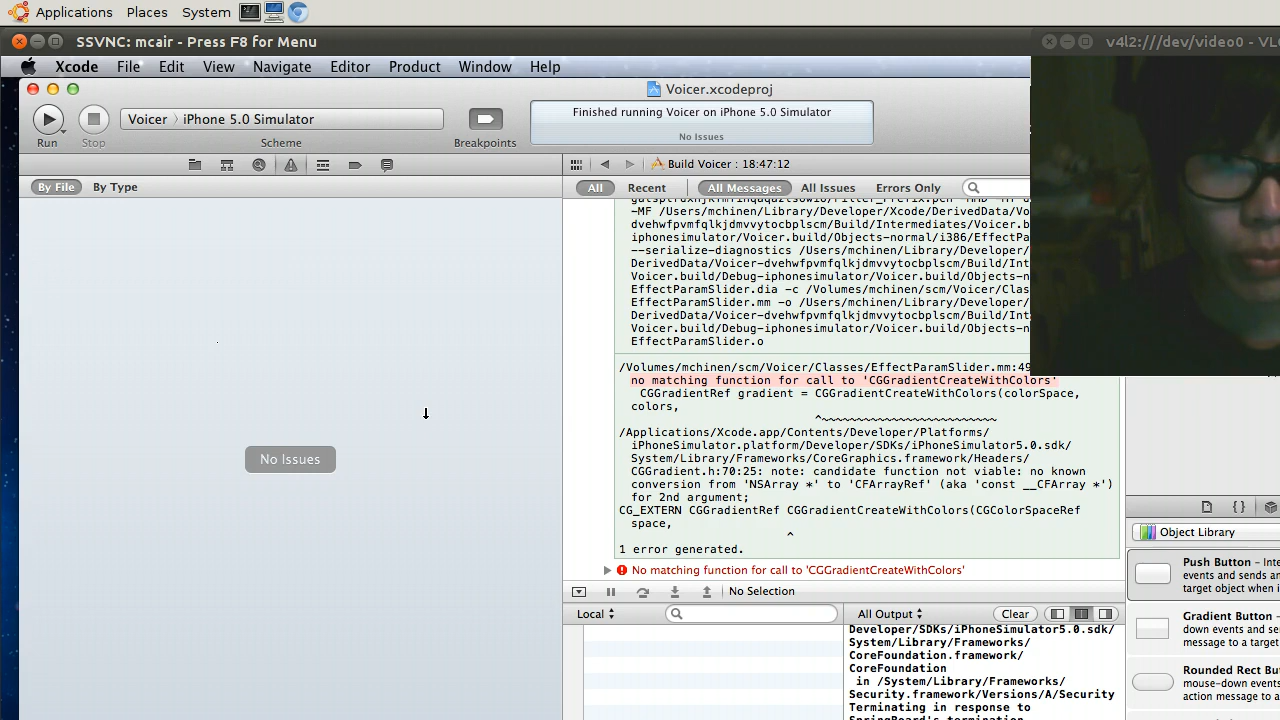 Applications Places System
SSVNC: mcair - Press F8 for Menu
v4l2:///dev/video0 - VL
Xcode File Edit View Navigate Editor Product Window Help
Voicer.xcodeproj
Voicer 〉 iPhone 5.0 Simulator
Finished running Voicer on iPhone 5.0 Simulator
No Issues
Run Stop Scheme Breakpoints
Build Voicer : 18:47:12
By File By Type
All Recent All Messages All Issues Errors Only
-MF /Users/mchinen/Library/Developer/Xcode/DerivedData/Vo
dvehwfpvmfqlkjdmvvytocbplscm/Build/Intermediates/Voicer.b
iphonesimulator/Voicer.build/Objects-normal/i386/EffectPa
--serialize-diagnostics /Users/mchinen/Library/Developer/
DerivedData/Voicer-dvehwfpvmfqlkjdmvvytocbplscm/Build/Int
Voicer.build/Debug-iphonesimulator/Voicer.build/Objects-n
EffectParamSlider.dia -c /Volumes/mchinen/scm/Voicer/Clas
EffectParamSlider.mm -o /Users/mchinen/Library/Developer/
DerivedData/Voicer-dvehwfpvmfqlkjdmvvytocbplscm/Build/Int
Voicer.build/Debug-iphonesimulator/Voicer.build/Objects-n
EffectParamSlider.o
/Volumes/mchinen/scm/Voicer/Classes/EffectParamSlider.mm:49
no matching function for call to 'CGGradientCreateWithColors'
CGGradientRef gradient = CGGradientCreateWithColors(colorSpace,
colors,
^~~~~~~~~~~~~~~~~~~~~~~~~~~
/Applications/Xcode.app/Contents/Developer/Platforms/
iPhoneSimulator.platform/Developer/SDKs/iPhoneSimulator5.0.sdk/
System/Library/Frameworks/CoreGraphics.framework/Headers/
CGGradient.h:70:25: note: candidate function not viable: no known
conversion from 'NSArray *' to 'CFArrayRef' (aka 'const __CFArray *')
for 2nd argument;
CG_EXTERN CGGradientRef CGGradientCreateWithColors(CGColorSpaceRef
space,
^
1 error generated.
No matching function for call to 'CGGradientCreateWithColors'
No Issues
No Selection
Local
All Output
Clear
Developer/SDKs/iPhoneSimulator5.0.sdk/
System/Library/Frameworks/
CoreFoundation.framework/
CoreFoundation
in /System/Library/Frameworks/
Security.framework/Versions/A/Security
Terminating in response to
SpringBoard's termination
{ }
Object Library
Push Button – Inte
events and sends an
target object when i
Gradient Button –
down events and se
message to a target
Rounded Rect Bu
mouse-down events
action message to a